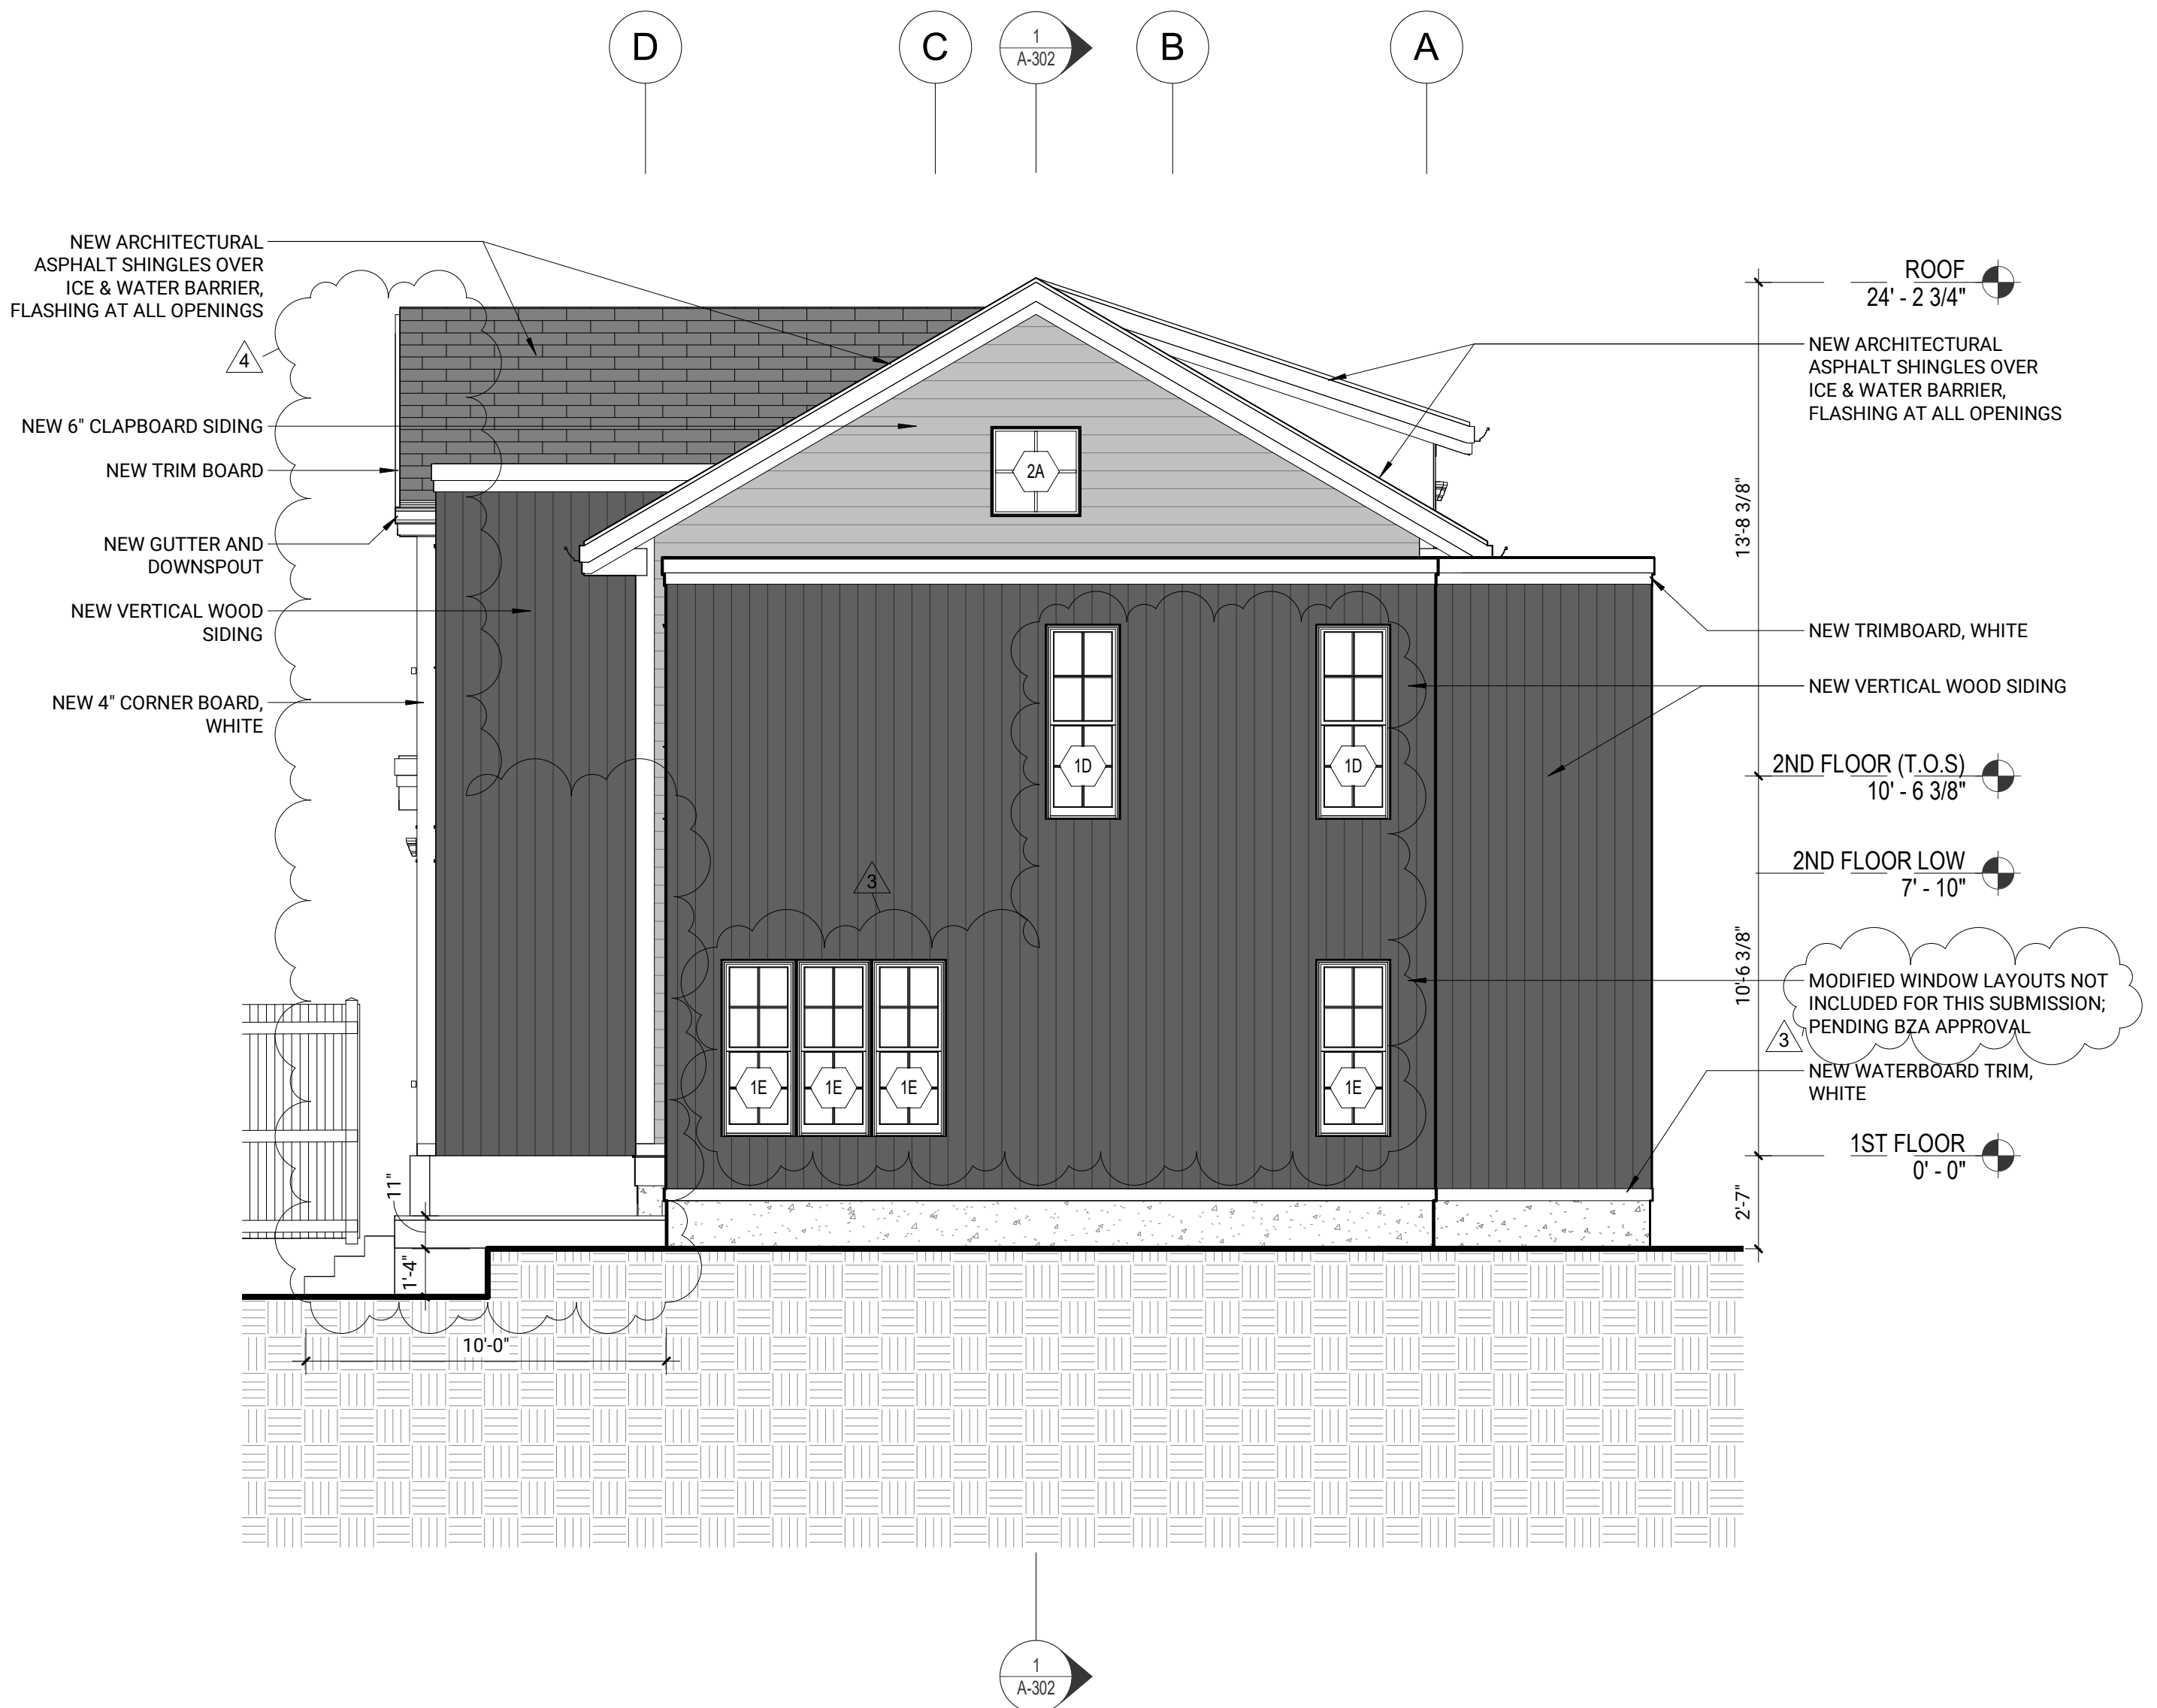 D
C
1
A-302
B
A
NEW ARCHITECTURAL
ASPHALT SHINGLES OVER
ICE & WATER BARRIER,
FLASHING AT ALL OPENINGS
4
NEW 6" CLAPBOARD SIDING
NEW TRIM BOARD
NEW GUTTER AND
DOWNSPOUT
NEW VERTICAL WOOD
SIDING
NEW 4" CORNER BOARD,
WHITE
2A
1D
1D
3
1E
1E
1E
1E
11"
1'-4"
10'-0"
13'-8 3/8"
10'-6 3/8"
2'-7"
ROOF
24' - 2 3/4"
NEW ARCHITECTURAL
ASPHALT SHINGLES OVER
ICE & WATER BARRIER,
FLASHING AT ALL OPENINGS
NEW TRIMBOARD, WHITE
NEW VERTICAL WOOD SIDING
2ND FLOOR (T.O.S)
10' - 6 3/8"
2ND FLOOR LOW
7' - 10"
MODIFIED WINDOW LAYOUTS NOT
INCLUDED FOR THIS SUBMISSION;
PENDING BZA APPROVAL
3
NEW WATERBOARD TRIM,
WHITE
1ST FLOOR
0' - 0"
1
A-302